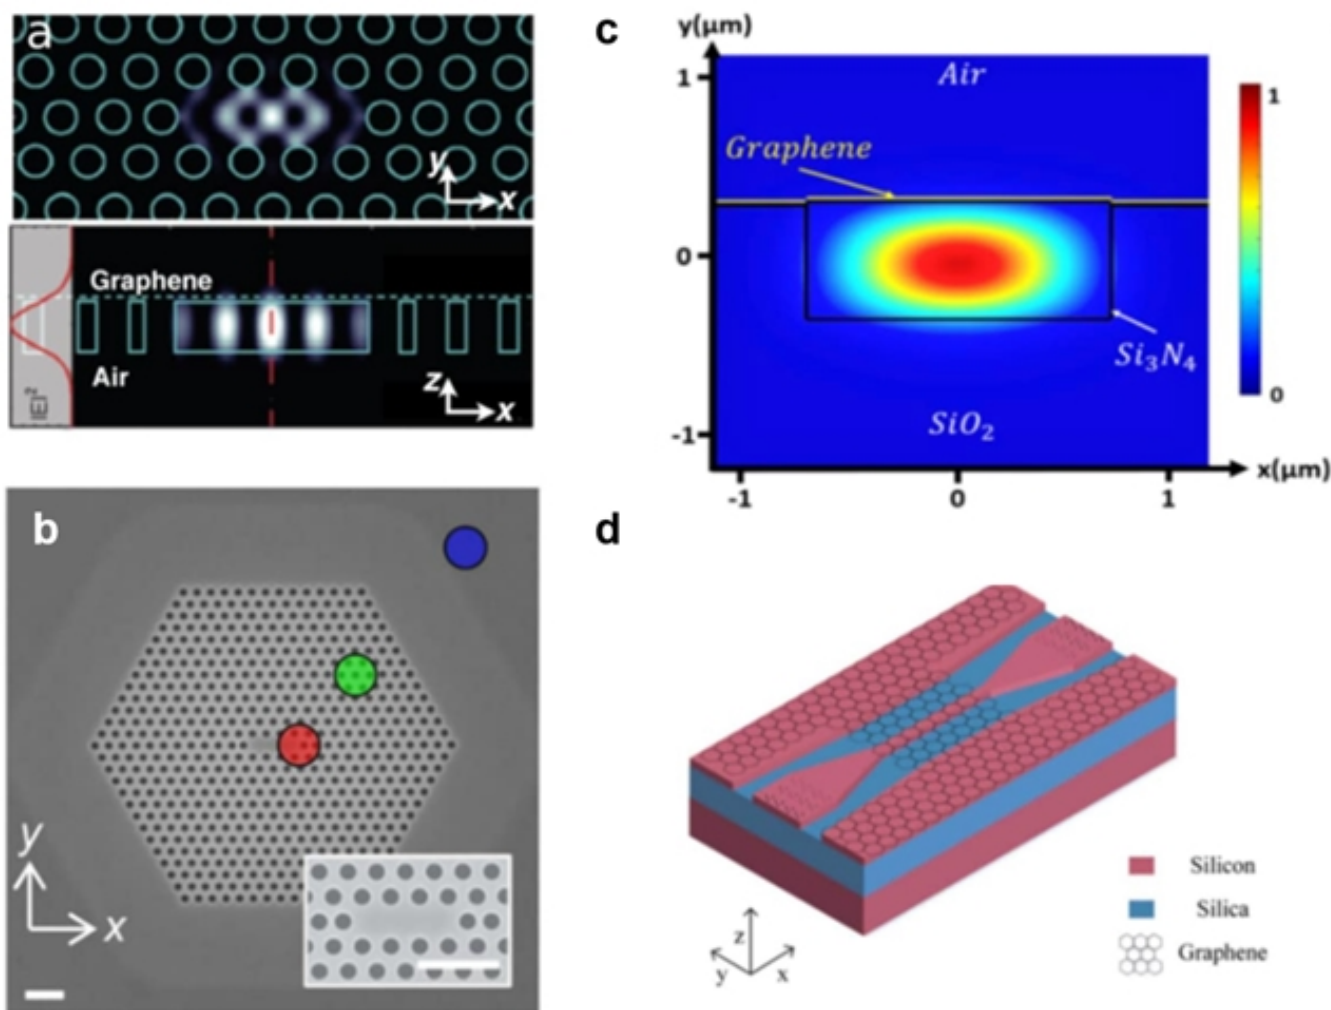 a
y
x
Graphene
Air
z
x
|E|²
b
y
x
c
y(μm)
1
0
-1
Air
Graphene
Si₃N₄
SiO₂
-1
0
1
x(μm)
1
0
d
z
y
x
Silicon
Silica
Graphene